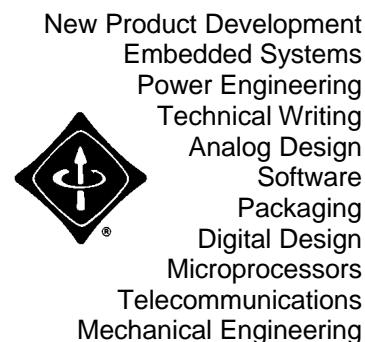 New Product Development
Embedded Systems
Power Engineering
Technical Writing
Analog Design
Software
Packaging
Digital Design
Microprocessors
®
Telecommunications
Mechanical Engineering